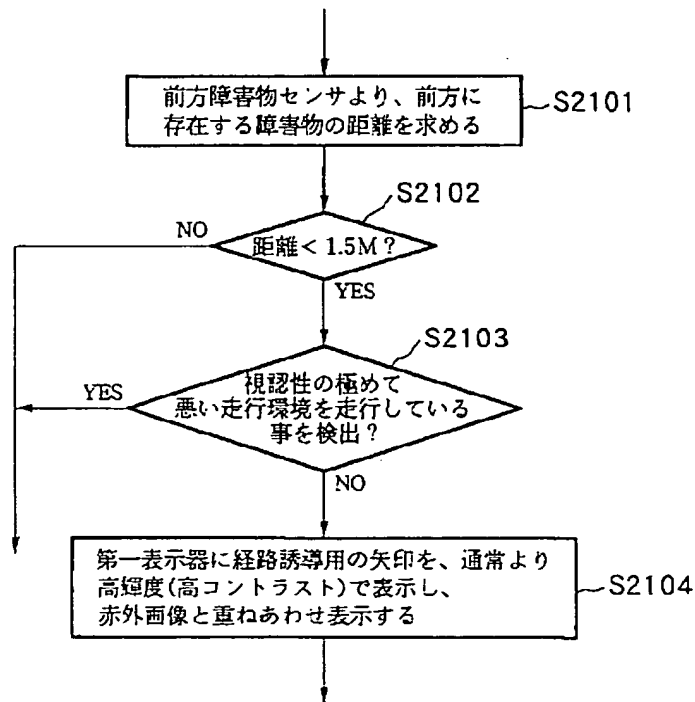 前方障害物センサより、前方に
存在する障害物の距離を求める
S2101
S2102
NO
距離＜1.5M？
YES
S2103
YES
視認性の極めて
悪い走行環境を走行している
事を検出？
NO
第一表示器に経路誘導用の矢印を、通常より
高輝度(高コントラスト)で表示し、
赤外画像と重ねあわせ表示する
S2104